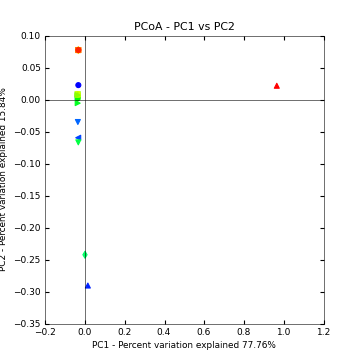 PCoA - PC1 vs PC2
0.10
0.05
0.00
−0.05
−0.10
−0.15
−0.20
−0.25
−0.30
−0.35
PC2 - Percent variation explained 15.84%
−0.2 0.0 0.2 0.4 0.6 0.8 1.0 1.2
PC1 - Percent variation explained 77.76%